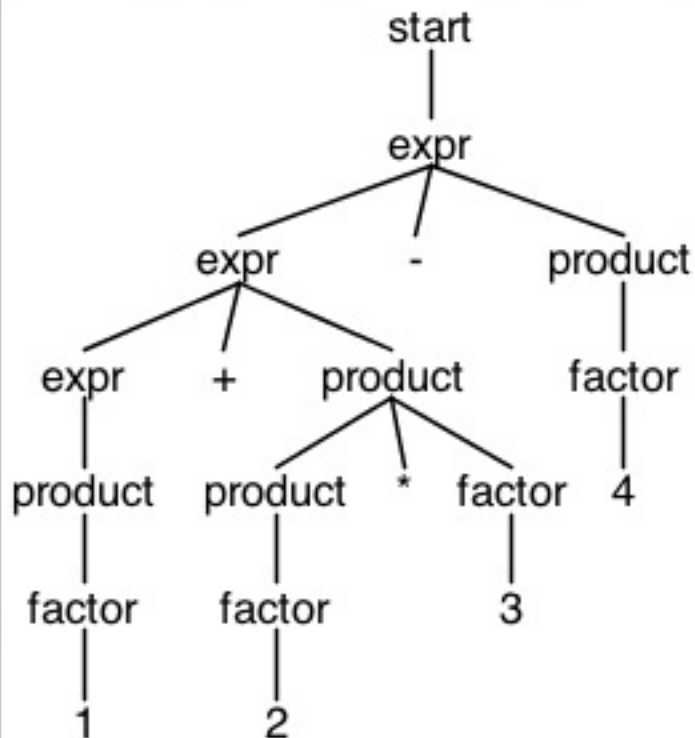 start
expr
expr - product
expr + product factor
product product * factor 4
factor factor 3
1 2